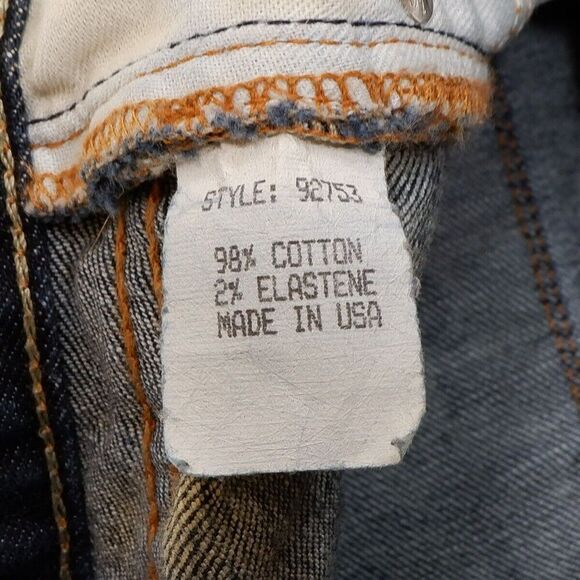 STYLE: 92753
98% COTTON
2% ELASTENE
MADE IN USA